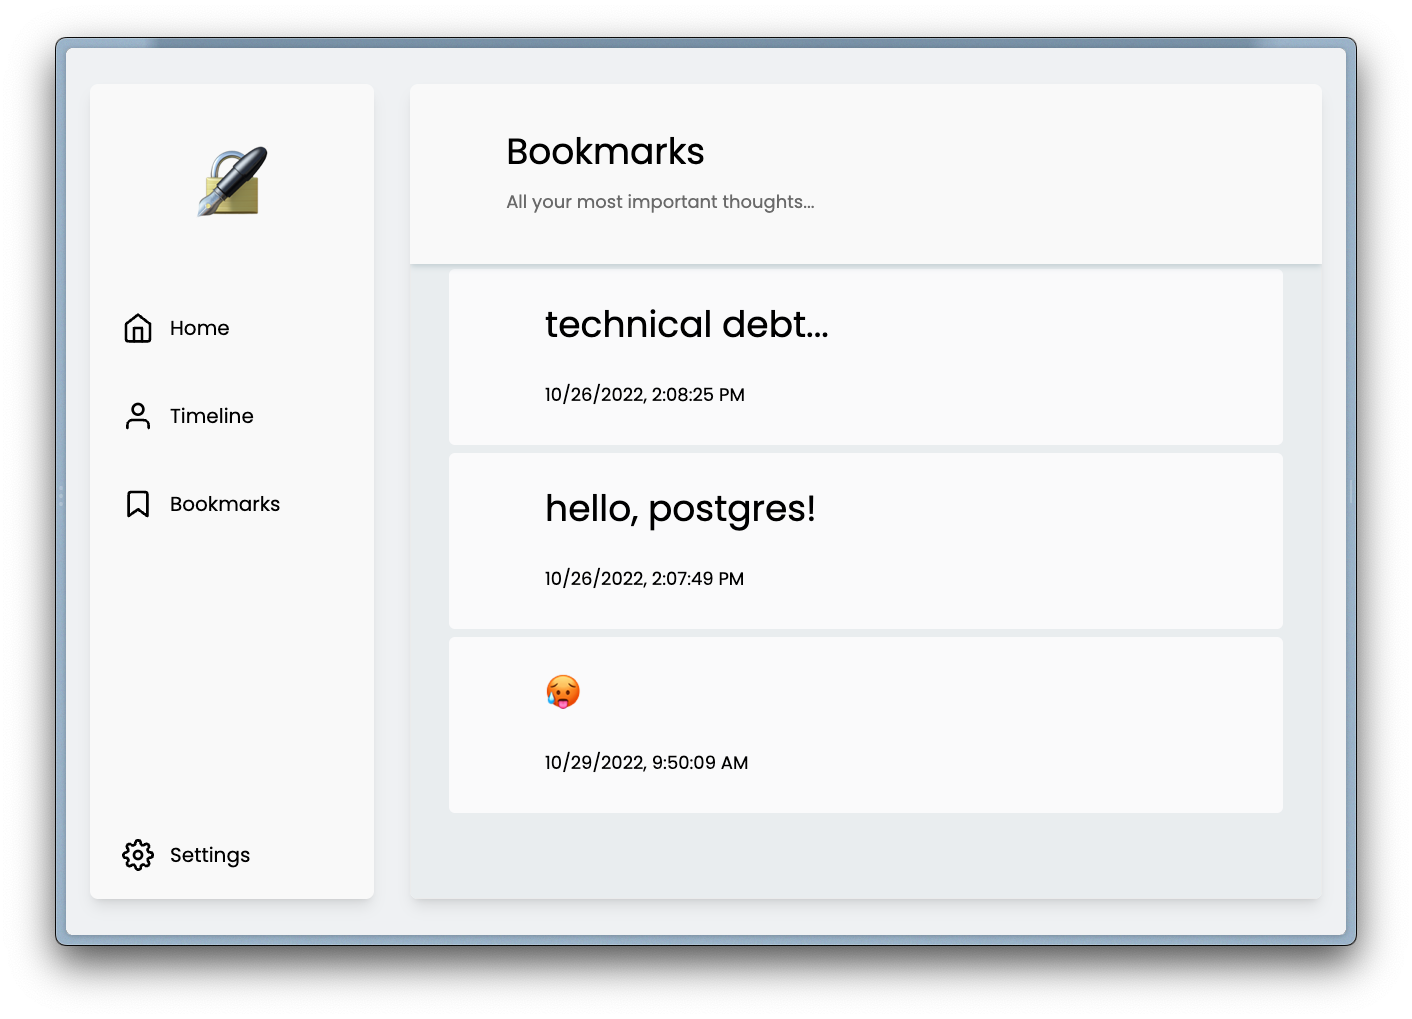 Home
Timeline
Bookmarks
Settings
Bookmarks
All your most important thoughts...
technical debt...
10/26/2022, 2:08:25 PM
hello, postgres!
10/26/2022, 2:07:49 PM
🥵
10/29/2022, 9:50:09 AM